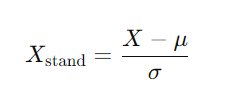 X_stand = (X − μ) / σ